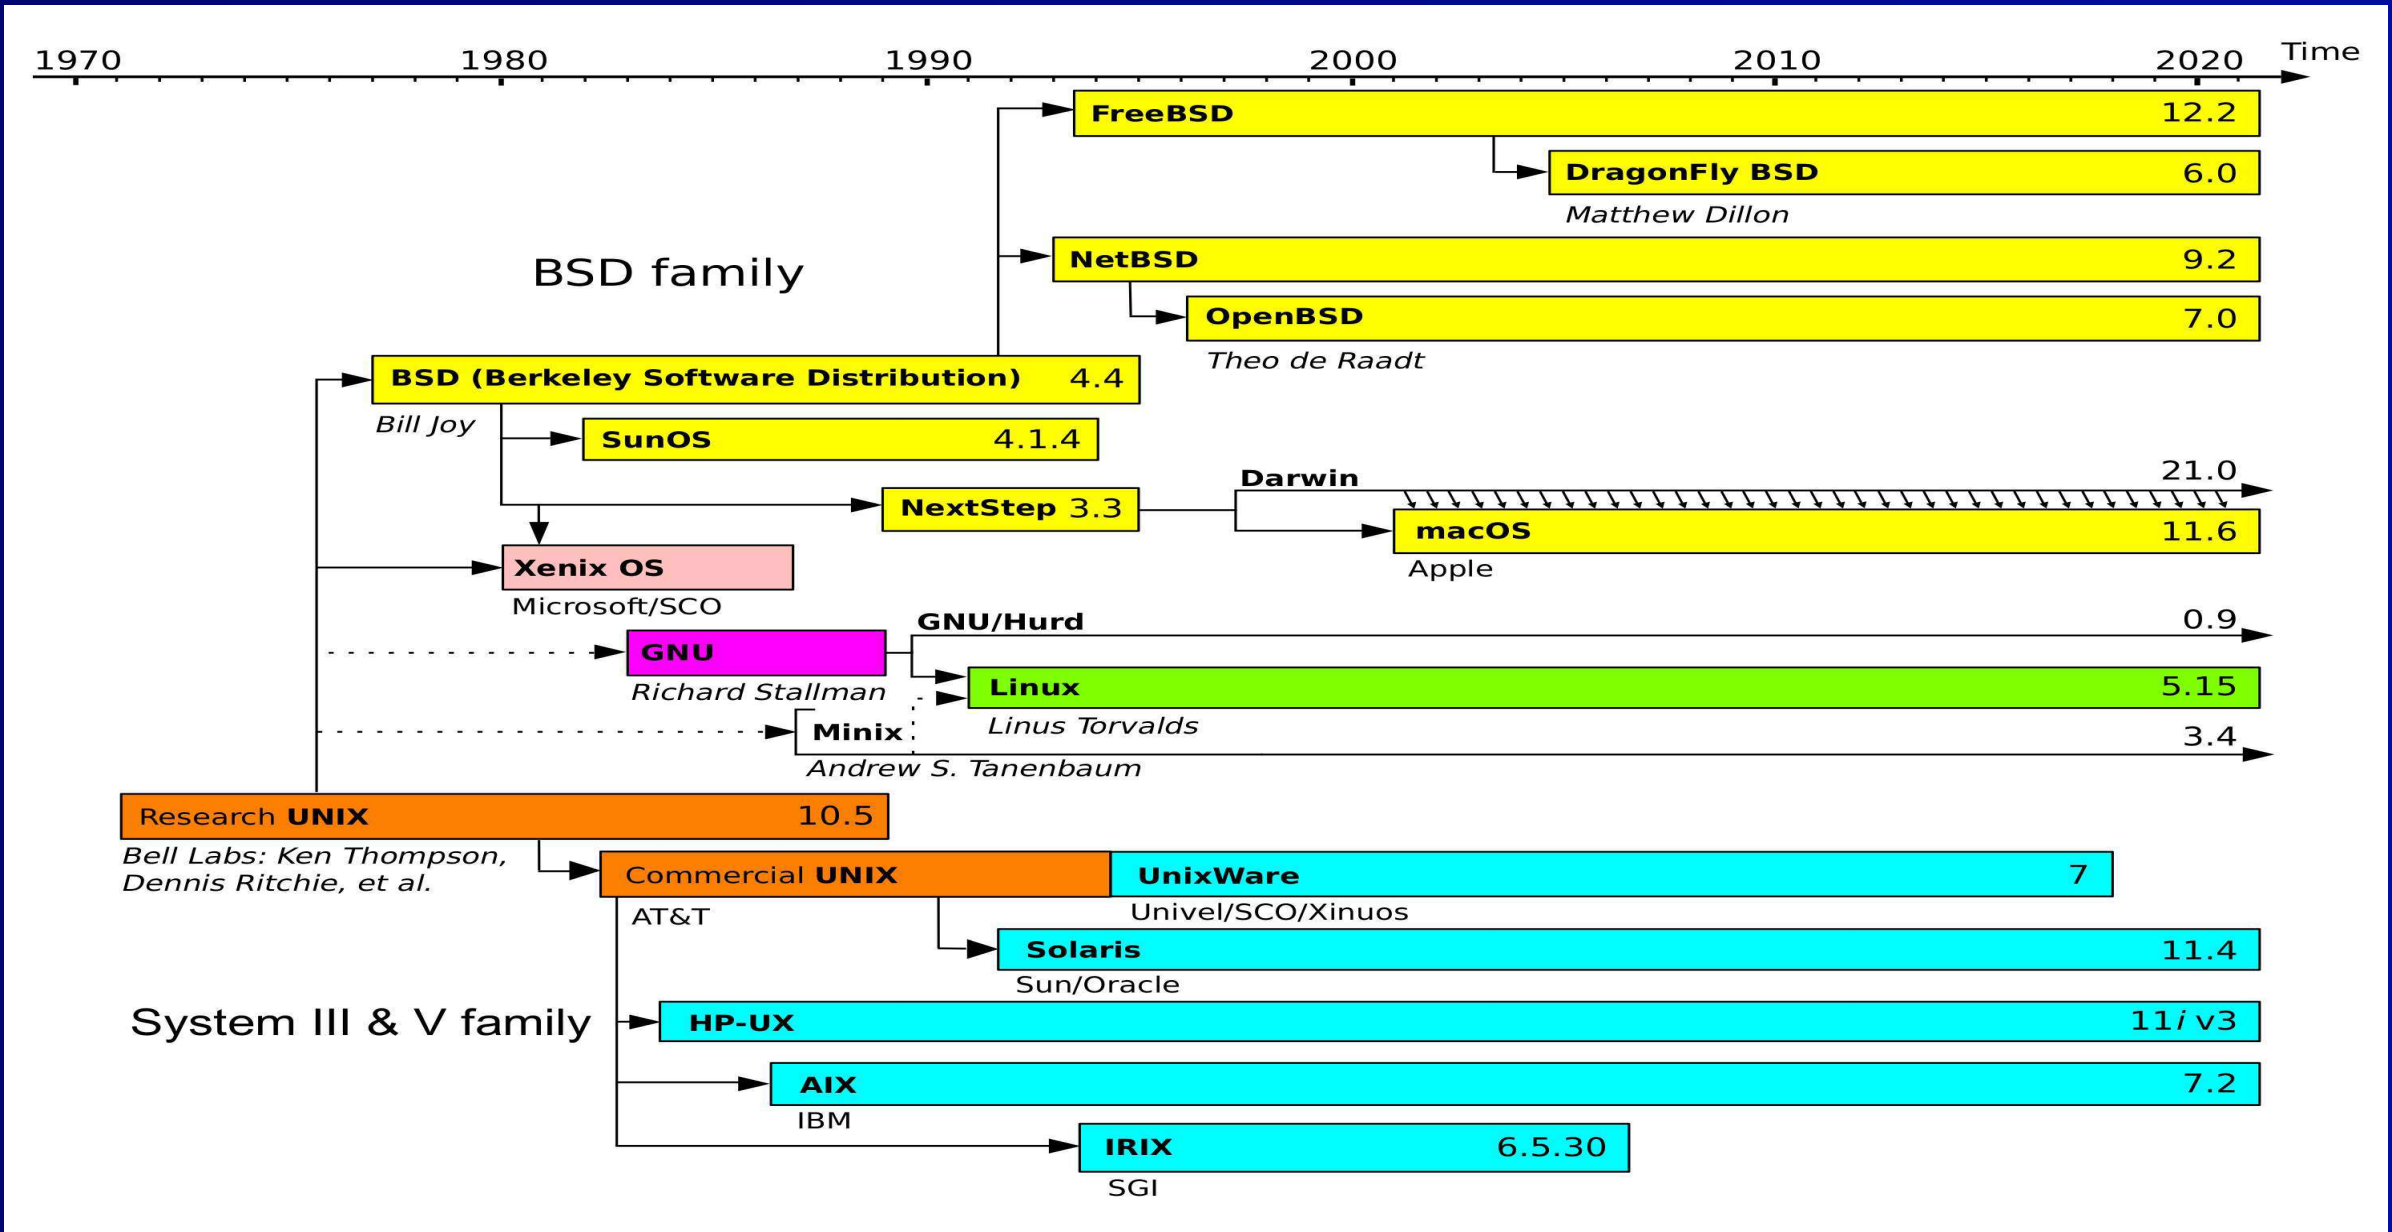 1970 1980 1990 2000 2010 2020 Time
FreeBSD 12.2
DragonFly BSD 6.0
Matthew Dillon
BSD family
NetBSD 9.2
OpenBSD 7.0
Theo de Raadt
BSD (Berkeley Software Distribution) 4.4
Bill Joy
SunOS 4.1.4
Darwin 21.0
NextStep 3.3
macOS 11.6
Apple
Xenix OS
Microsoft/SCO
GNU/Hurd 0.9
GNU
Richard Stallman
Linux 5.15
Linus Torvalds
Minix 3.4
Andrew S. Tanenbaum
Research UNIX 10.5
Bell Labs: Ken Thompson,
Dennis Ritchie, et al.
Commercial UNIX
AT&T
UnixWare 7
Univel/SCO/Xinuos
Solaris 11.4
Sun/Oracle
System III & V family
HP-UX 11i v3
AIX 7.2
IBM
IRIX 6.5.30
SGI